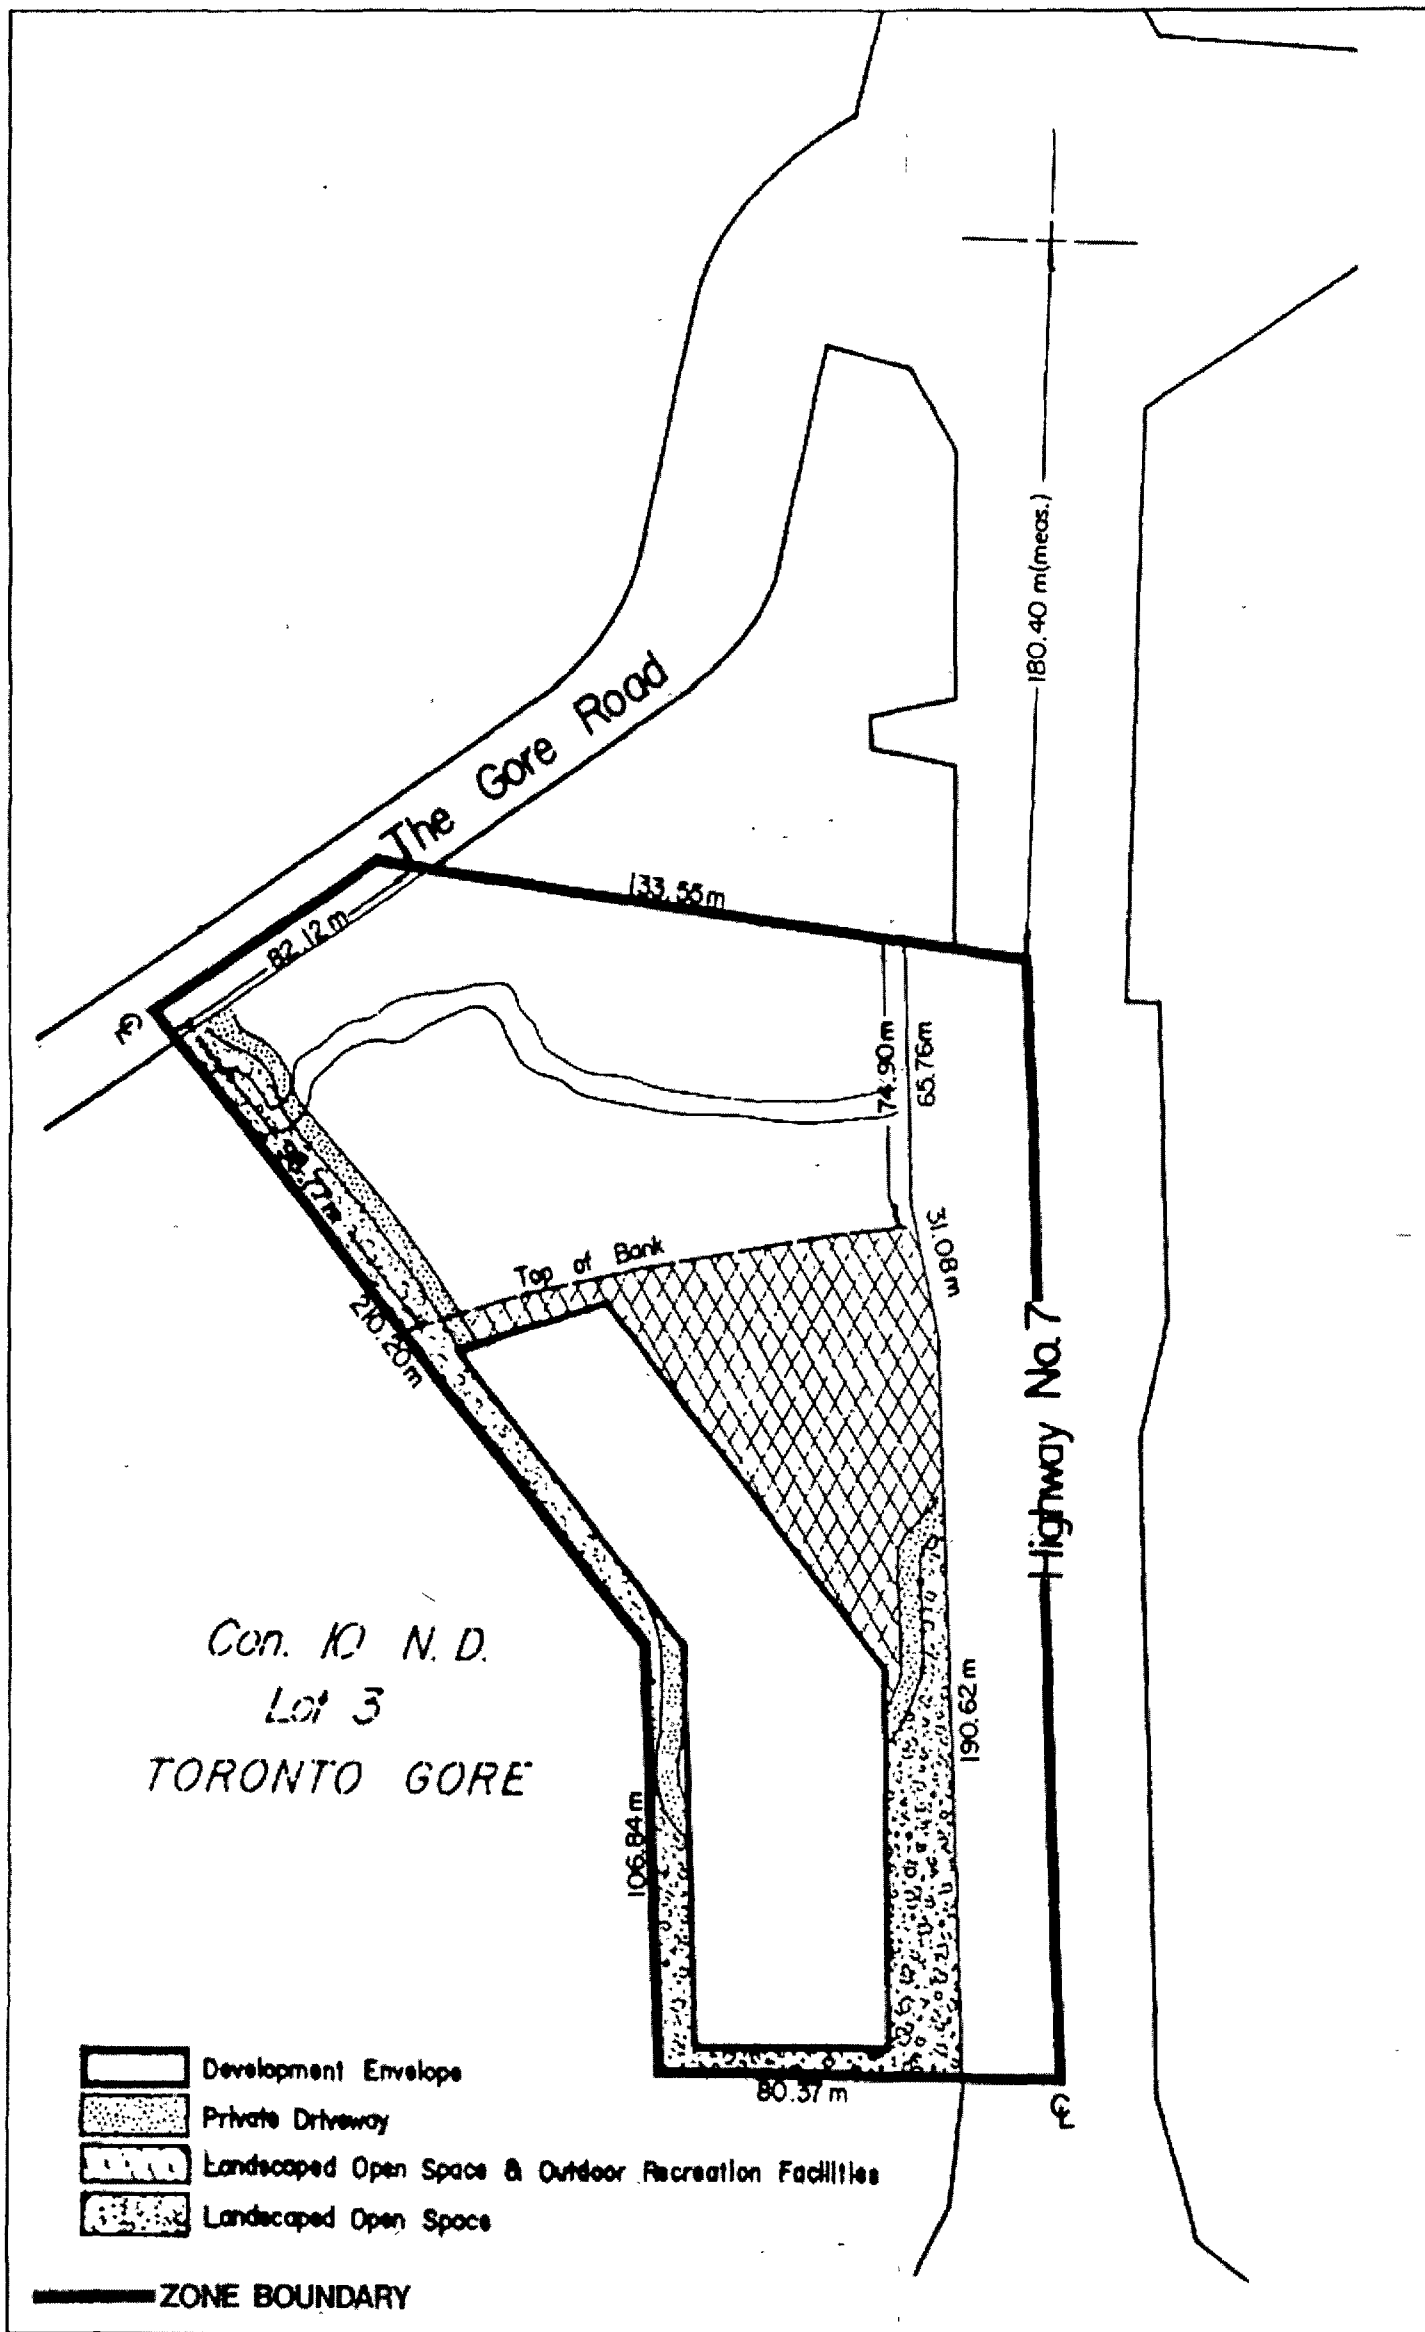 180.40 m(meas.)
The Gore Road
133.55m
82.12m
74.90m
65.76m
31.08m
Top of Bank
210.20m
Highway No.7
Con. 10 N.D.
Lot 3
TORONTO GORE
190.62m
106.84m
80.37m
Development Envelope
Private Driveway
Landscaped Open Space & Outdoor Recreation Facilities
Landscaped Open Space
ZONE BOUNDARY